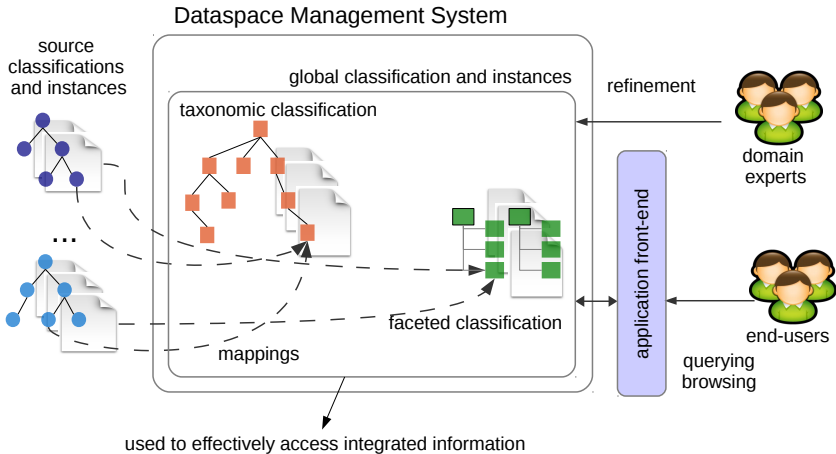 Dataspace Management System
source
classifications
and instances
global classification and instances
refinement
taxonomic classification
domain
experts
...
application front-end
faceted classification
end-users
mappings
querying
browsing
used to effectively access integrated information